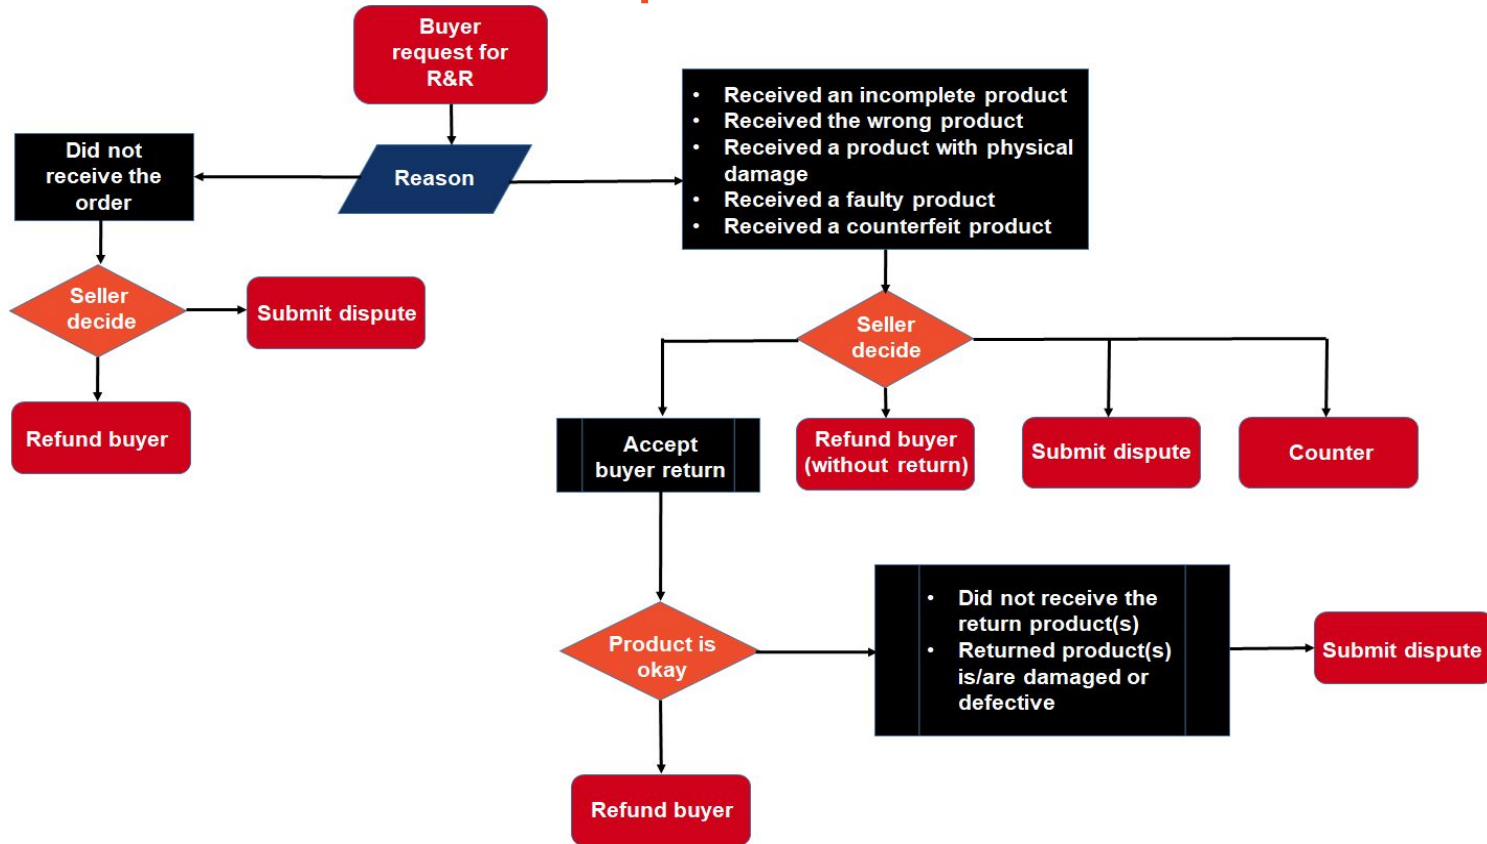 Buyer
request for
R&R
Did not
receive the
order
Reason
• Received an incomplete product
• Received the wrong product
• Received a product with physical
damage
• Received a faulty product
• Received a counterfeit product
Seller
decide
Submit dispute
Refund buyer
Seller
decide
Accept
buyer return
Refund buyer
(without return)
Submit dispute
Counter
Product is
okay
• Did not receive the
return product(s)
• Returned product(s)
is/are damaged or
defective
Submit dispute
Refund buyer